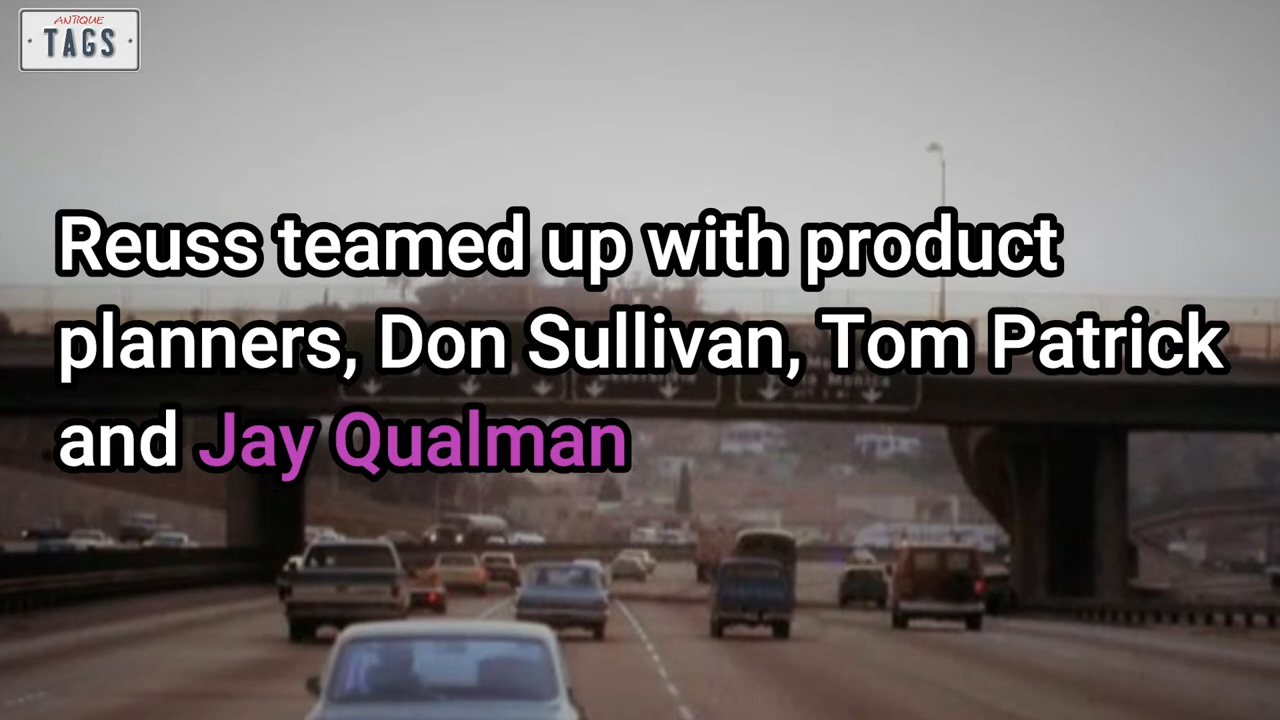 ANTIQUE
· TAGS ·
Reuss teamed up with product
planners, Don Sullivan, Tom Patrick
and Jay Qualman